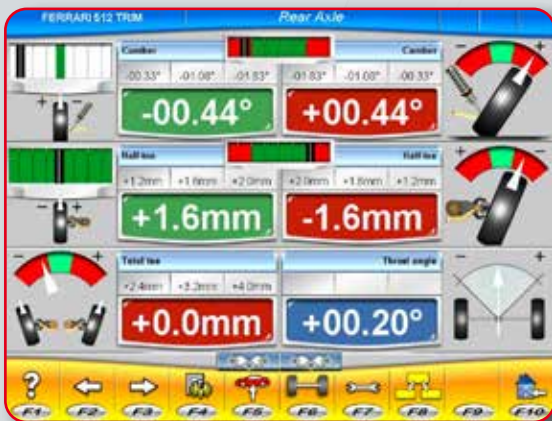 FERRARI 512 TRIM Rear Axle
Camber Camber
-00.33° -01.08° -01.83° -01.83° -01.08° -00.33°
-00.44° +00.44°
Half toe Half toe
+1.2mm +1.6mm +2.0mm +2.0mm +1.6mm +1.2mm
+1.6mm -1.6mm
Total toe Thrust angle
+2.4mm +3.2mm +4.0mm
+0.0mm +00.20°
F1 F2 F3 F4 F5 F6 F7 F8 F9 F10